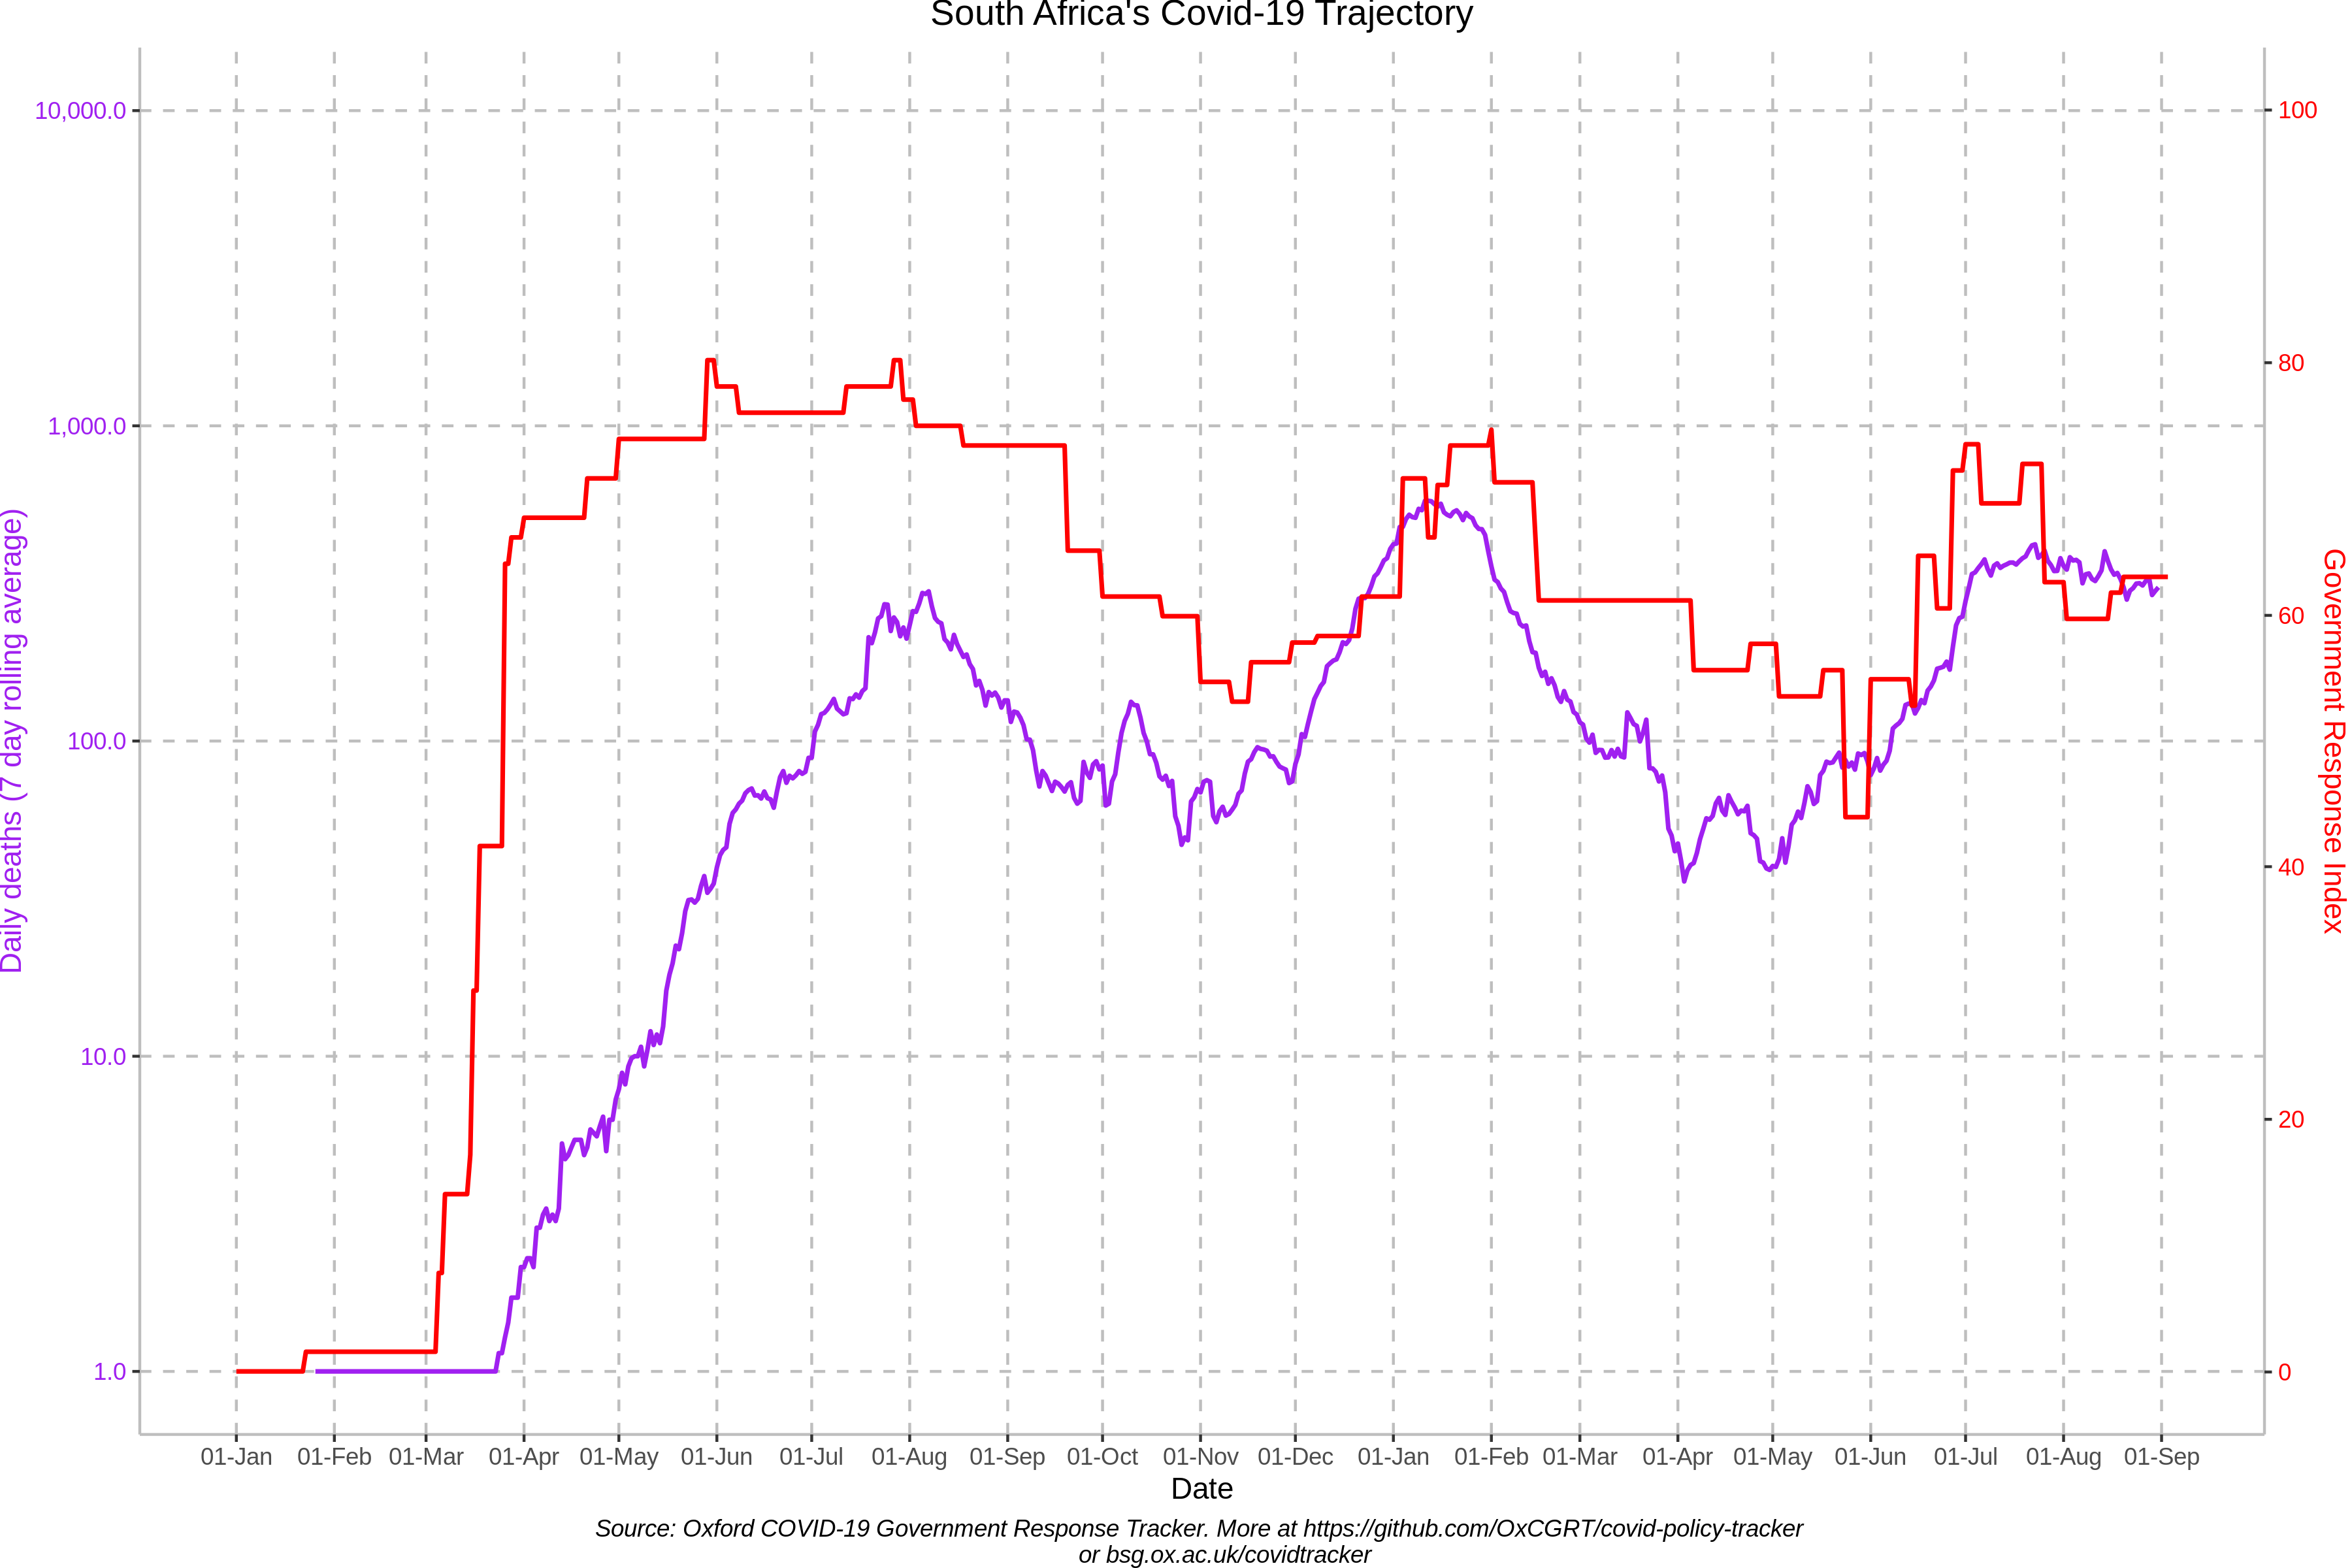 South Africa's Covid-19 Trajectory
10,000.0
1,000.0
100.0
10.0
1.0
Daily deaths (7 day rolling average)
100
80
60
40
20
0
Government Response Index
01-Jan 01-Feb 01-Mar 01-Apr 01-May 01-Jun 01-Jul 01-Aug 01-Sep 01-Oct 01-Nov 01-Dec 01-Jan 01-Feb 01-Mar 01-Apr 01-May 01-Jun 01-Jul 01-Aug 01-Sep
Date
Source: Oxford COVID-19 Government Response Tracker. More at https://github.com/OxCGRT/covid-policy-tracker
or bsg.ox.ac.uk/covidtracker